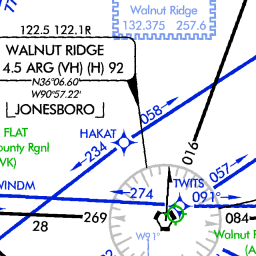 122.5 122.1R
Walnut Ridge
132.375 257.6
WALNUT RIDGE
4.5 ARG (VH) (H) 92
N36°06.60'
W90°57.22'
JONESBORO
058
FLAT
HAKAT
ounty Rgnl
234
VK)
016
057
WINDM
274
TWITS
091°
269
084
28
W91°
Walnut R
(A